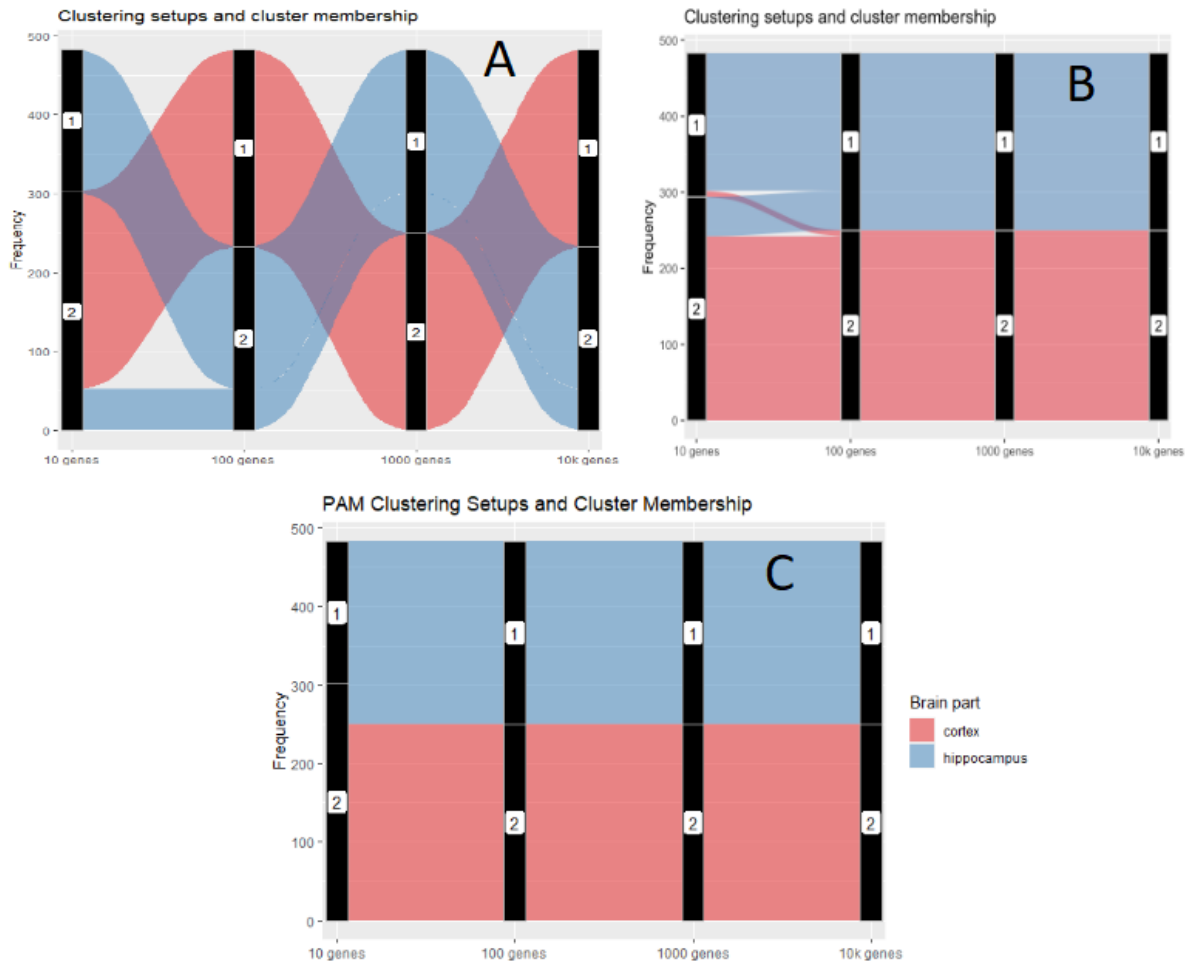 Clustering setups and cluster membership
A
500
400
300
200
100
0
Frequency
1
2
1
2
1
2
1
2
10 genes
100 genes
1000 genes
10k genes
Clustering setups and cluster membership
B
500
400
300
200
100
0
Frequency
1
2
1
2
1
2
1
2
10 genes
100 genes
1000 genes
10k genes
PAM Clustering Setups and Cluster Membership
C
500
400
300
200
100
0
Frequency
1
2
1
2
1
2
1
2
10 genes
100 genes
1000 genes
10k genes
Brain part
cortex
hippocampus